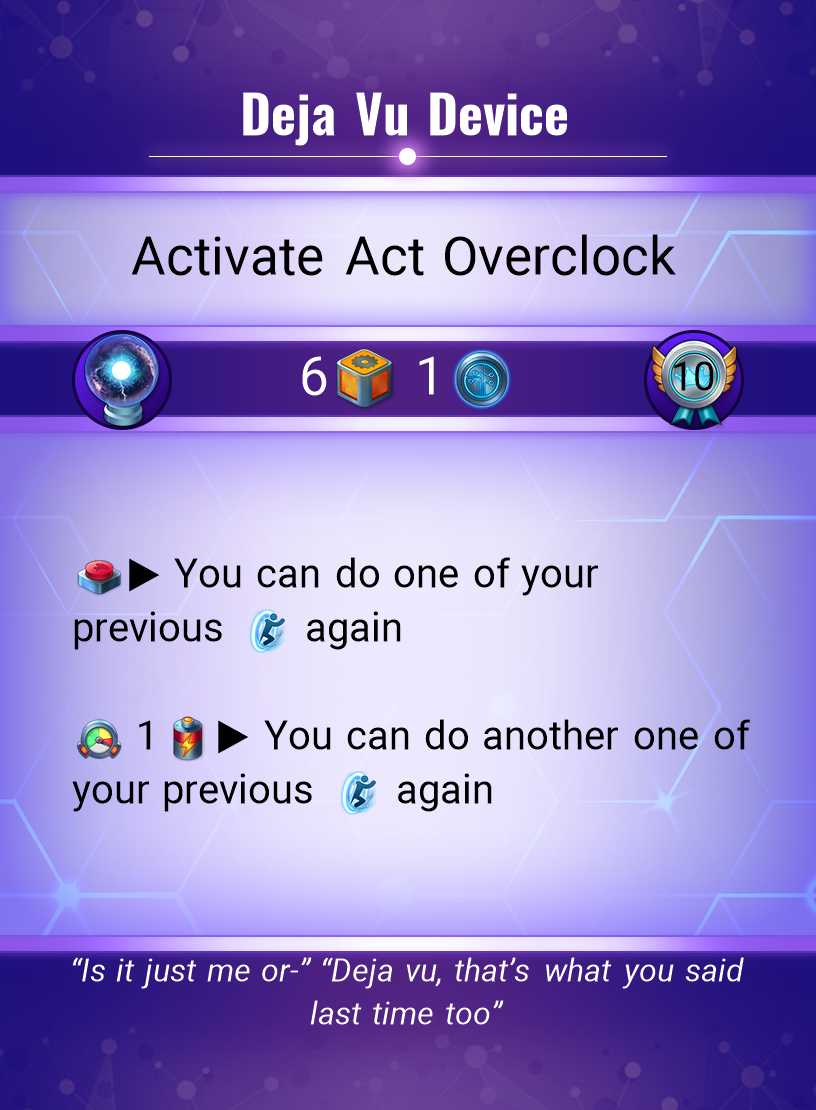 Deja Vu Device
Activate Act Overclock
6 1 10
You can do one of your
previous again
1 You can do another one of
your previous again
“Is it just me or-” “Deja vu, that’s what you said
last time too”